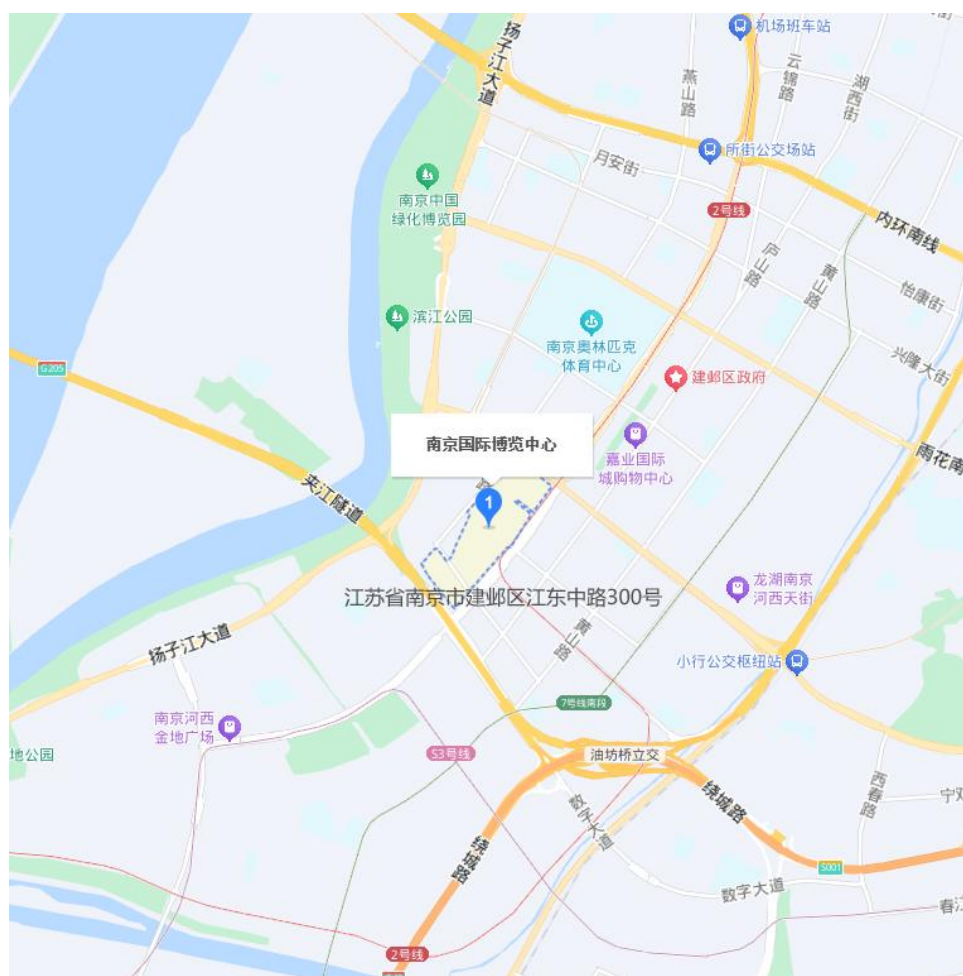 机场班车站
扬子江大道
燕山路
云锦路
湖西街
所街公交场站
月安街
南京中国
绿化博览园
2号线
内环南线
庐山路
黄山路
怡康街
滨江公园
南京奥林匹克
体育中心
兴隆大街
G205
建邺区政府
南京国际博览中心
嘉业国际
城购物中心
雨花南
路
1
夹江隧道
龙湖南京
河西天街
江苏省南京市建邺区江东中路300号
扬子江大道
黄山路
小行公交枢纽站
7号线南段
南京河西
金地广场
地公园
S3号线
油坊桥立交
绕城路
西春路
数字大道
绕城路
S001
数字大道
春江
2号线